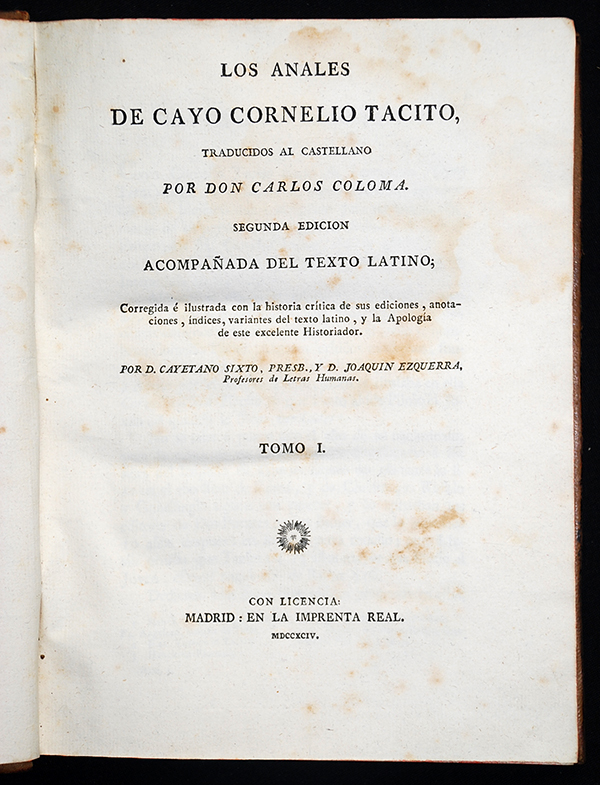 LOS ANALES
DE CAYO CORNELIO TACITO,
TRADUCIDOS AL CASTELLANO
POR DON CARLOS COLOMA.
SEGUNDA EDICION
ACOMPAÑADA DEL TEXTO LATINO;
Corregida é ilustrada con la historia crítica de sus ediciones, anota-
ciones, índices, variantes del texto latino, y la Apología
de este excelente Historiador.
POR D. CAYETANO SIXTO, PRESB., Y D. JOAQUIN EZQUERRA,
Profesores de Letras Humanas.
TOMO I.
CON LICENCIA:
MADRID: EN LA IMPRENTA REAL.
MDCCXCIV.